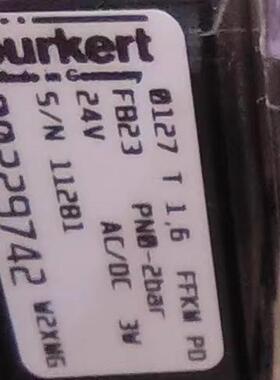 burkert
Made in Germany
0127 T 1,6 FFKM PD
FB23 PN0-2bar
24V AC/DC 3W
S/N 11281
00229742 W2XMG